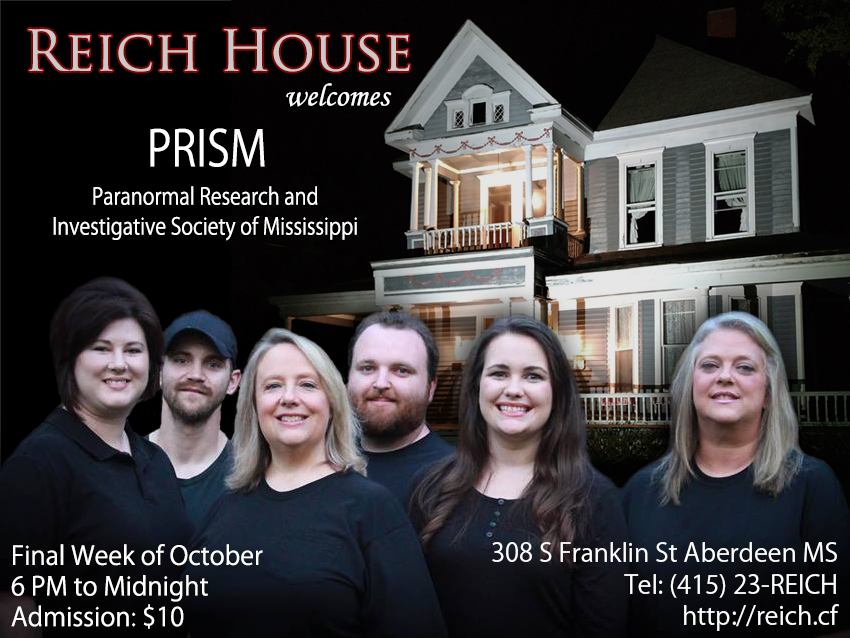 REICH HOUSE
welcomes
PRISM
Paranormal Research and
Investigative Society of Mississippi
Final Week of October
6 PM to Midnight
Admission: $10
308 S Franklin St Aberdeen MS
Tel: (415) 23-REICH
http://reich.cf